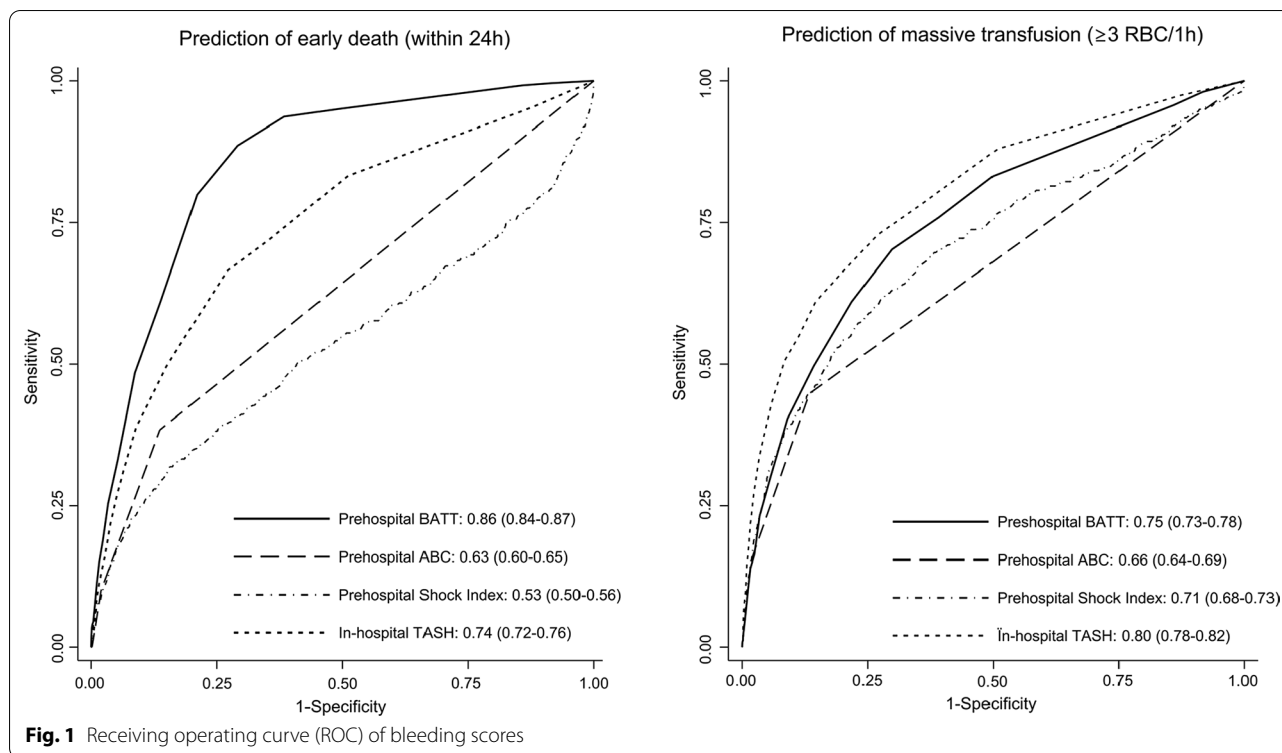 Prediction of early death (within 24h)
1.00
0.75
0.50
0.25
0.00
Sensitivity
Prehospital BATT: 0.86 (0.84-0.87)
Prehospital ABC: 0.63 (0.60-0.65)
Prehospital Shock Index: 0.53 (0.50-0.56)
In-hospital TASH: 0.74 (0.72-0.76)
0.00 0.25 0.50 0.75 1.00
1-Specificity
Prediction of massive transfusion (≥3 RBC/1h)
1.00
0.75
0.50
0.25
0.00
Sensitivity
Preshospital BATT: 0.75 (0.73-0.78)
Prehospital ABC: 0.66 (0.64-0.69)
Prehospital Shock Index: 0.71 (0.68-0.73)
Ïn-hospital TASH: 0.80 (0.78-0.82)
0.00 0.25 0.50 0.75 1.00
1-Specificity
Fig. 1 Receiving operating curve (ROC) of bleeding scores